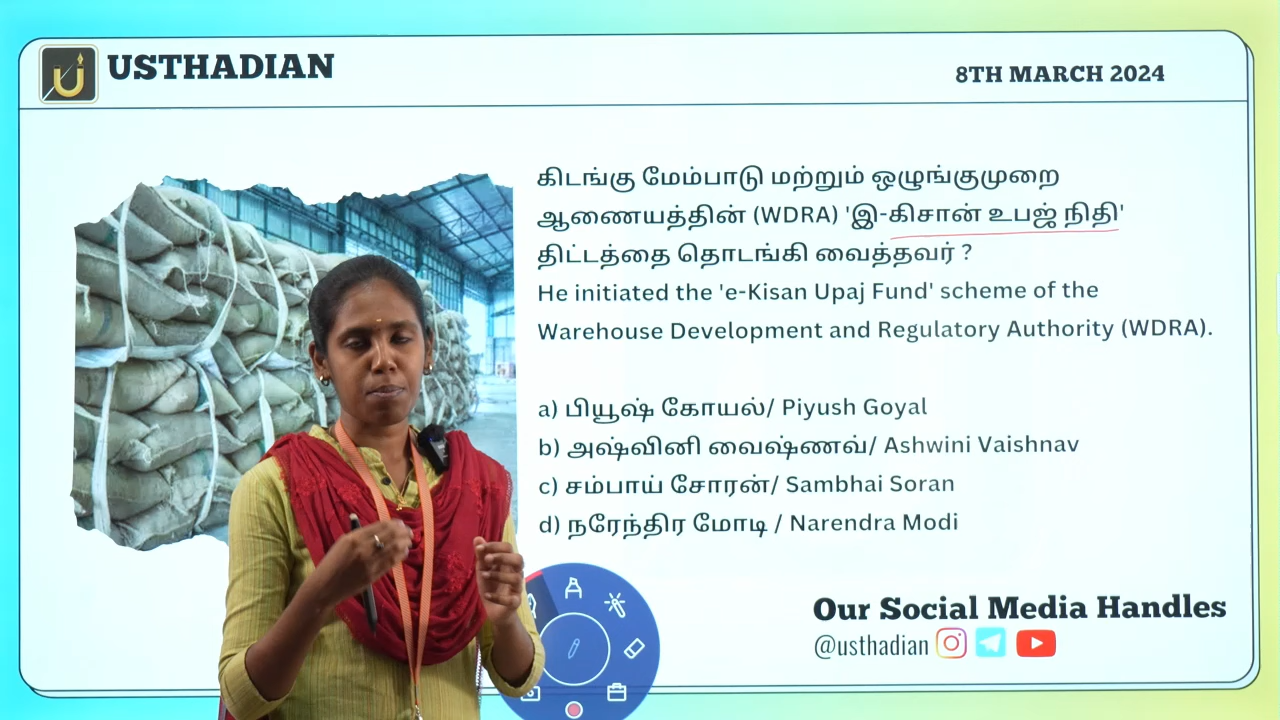 USTHADIAN
8TH MARCH 2024
கிடங்கு மேம்பாடு மற்றும் ஒழுங்குமுறை
ஆணையத்தின் (WDRA) 'இ-கிசான் உபஜ் நிதி'
திட்டத்தை தொடங்கி வைத்தவர் ?
He initiated the 'e-Kisan Upaj Fund' scheme of the
Warehouse Development and Regulatory Authority (WDRA).
a) பியூஷ் கோயல்/ Piyush Goyal
b) அஷ்வினி வைஷ்ணவ்/ Ashwini Vaishnav
c) சம்பாய் சோரன்/ Sambhai Soran
d) நரேந்திர மோடி / Narendra Modi
Our Social Media Handles
@usthadian